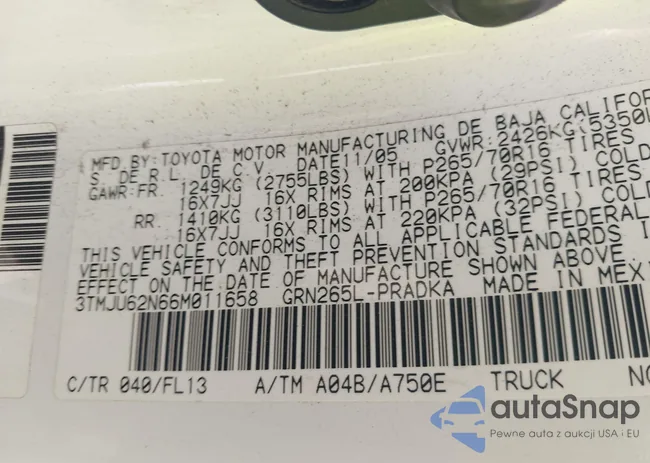 MFD.BY:TOYOTA MOTOR MANUFACTURING DE BAJA CALIFOR
S. DE R.L. DE C.V. DATE11/05 GVWR:2426KG(5350L
GAWR:FR. 1249KG (2755LBS) WITH P265/70R16 TIRES
16X7JJ 16X RIMS AT 200KPA (29PSI) COLD
RR 1410KG (3110LBS) WITH P265/70R16 TIRES
16X7JJ 16X RIMS AT 220KPA (32PSI) COLD
THIS VEHICLE CONFORMS TO ALL APPLICABLE FEDERAL
VEHICLE SAFETY AND THEFT PREVENTION STANDARDS I
EFFECT ON THE DATE OF MANUFACTURE SHOWN ABOVE.
3TMJU62N66M011658 GRN265L-PRADKA MADE IN MEX
C/TR 040/FL13 A/TM A04B/A750E TRUCK NO
autaSnap
Pewne auta z aukcji USA i EU